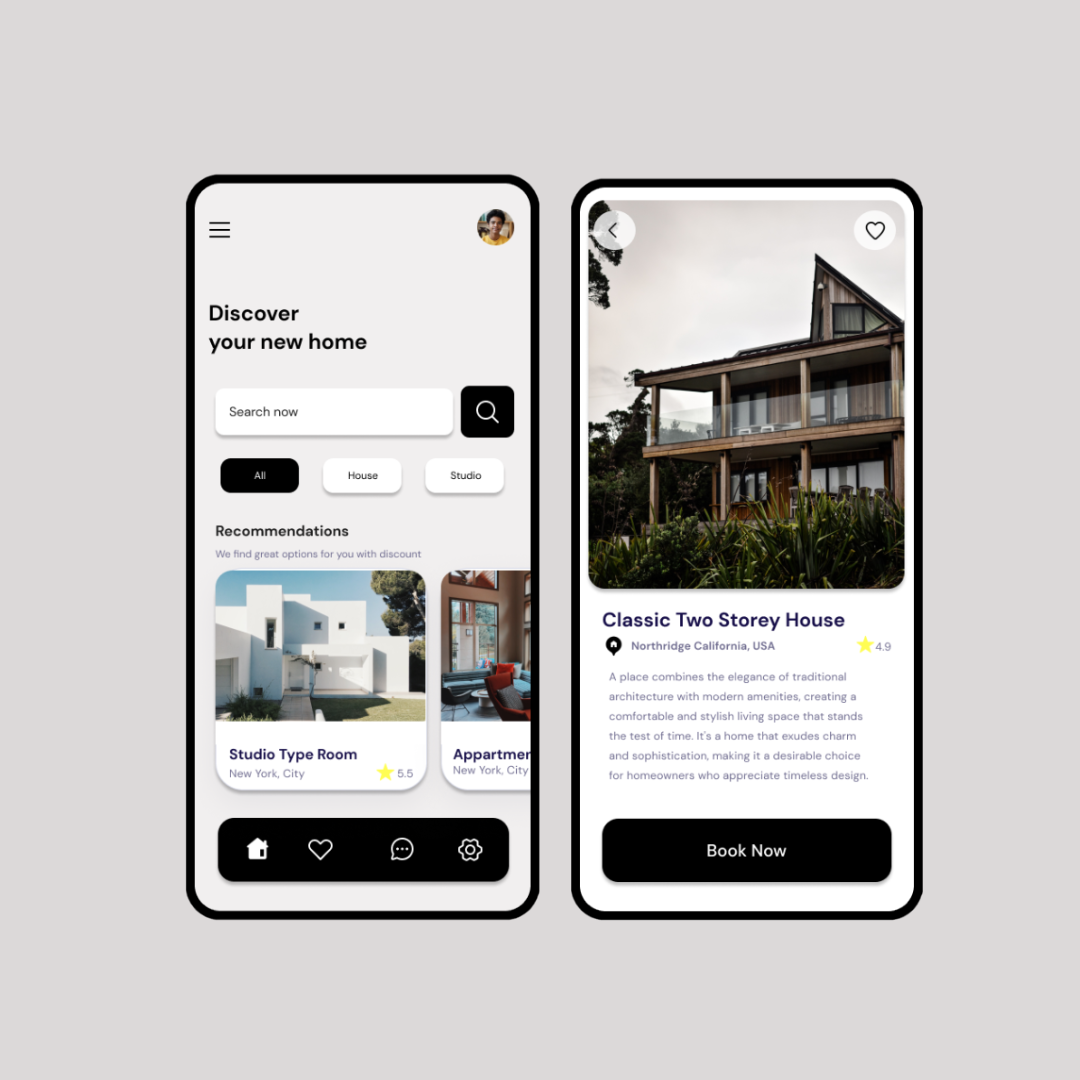 Discover
your new home
Search now
All
House
Studio
Recommendations
We find great options for you with discount
Studio Type Room
New York, City
5.5
Appartmen
New York, City
Classic Two Storey House
Northridge California, USA
4.9
A place combines the elegance of traditional
architecture with modern amenities, creating a
comfortable and stylish living space that stands
the test of time. It's a home that exudes charm
and sophistication, making it a desirable choice
for homeowners who appreciate timeless design.
Book Now